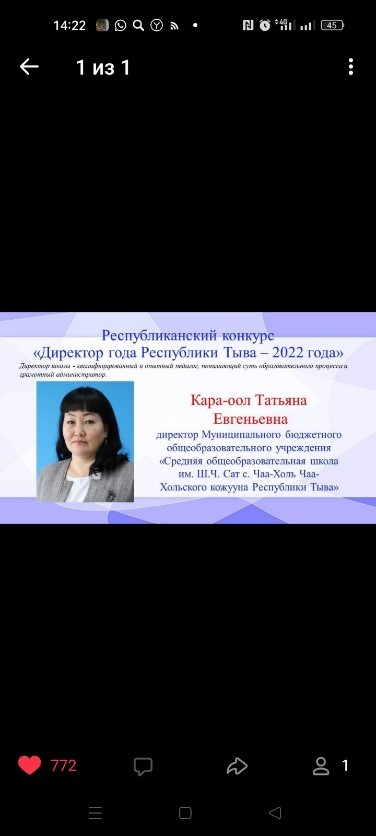 14:22
4G
45
1 из 1
Республиканский конкурс
«Директор года Республики Тыва – 2022 года»
Директор школы - квалифицированный и опытный педагог, понимающий суть образовательного процесса и
грамотный администратор.
Кара-оол Татьяна
Евгеньевна
директор Муниципального бюджетного
общеобразовательного учреждения
«Средняя общеобразовательная школа
им. Ш.Ч. Сат с. Чаа-Холь Чаа-
Хольского кожууна Республики Тыва»
772
1